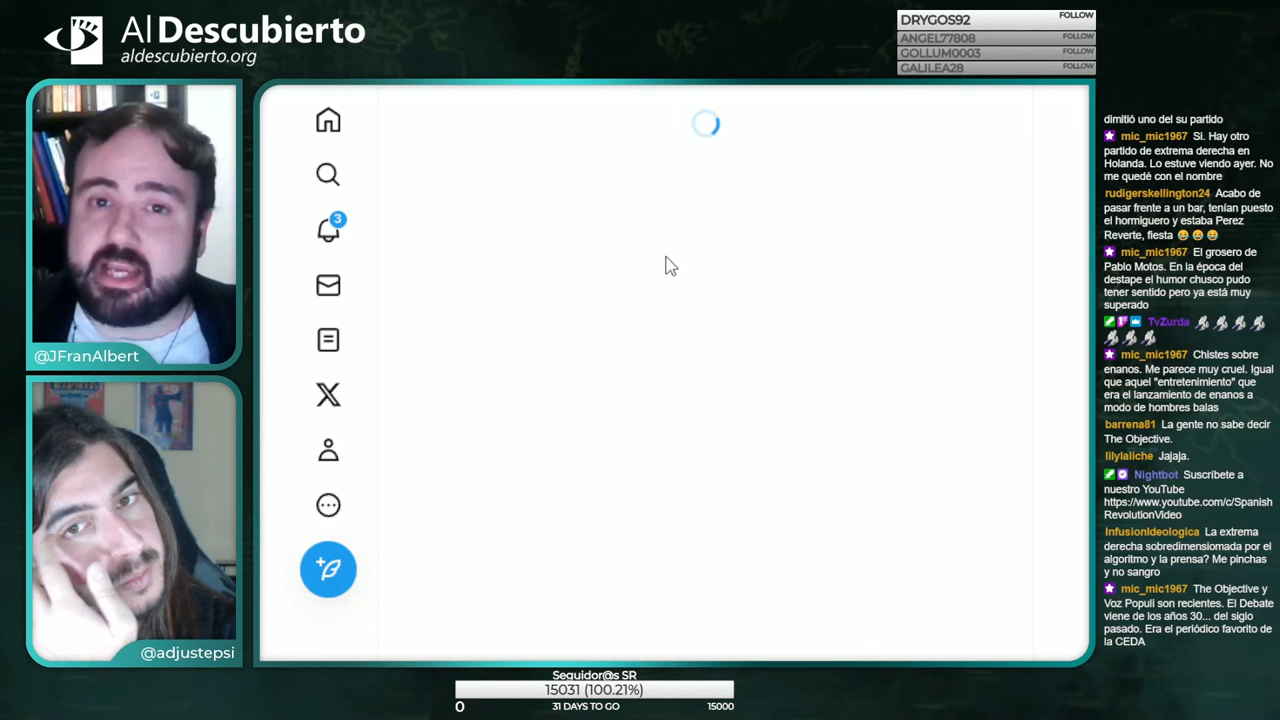 Al Descubierto
aldescubierto.org
DRYGOS92 FOLLOW
ANGEL77808 FOLLOW
GOLLUM0003 FOLLOW
GALILEA28 FOLLOW
@JFranAlbert
@adjustepsi
3
dimitió uno del su partido
mic_mic1967 Si. Hay otro
partido de extrema derecha en
Holanda. Lo estuve viendo ayer. No
me quedé con el nombre
rudigerskellington24 Acabo de
pasar frente a un bar, tenían puesto
el hormiguero y estaba Perez
Reverte, fiesta 😂 😂 😂
mic_mic1967 El grosero de
Pablo Motos. En la época del
destape el humor chusco pudo
tener sentido pero ya está muy
superado
TvZurda
mic_mic1967 Chistes sobre
enanos. Me parece muy cruel. Igual
que aquel "entretenimiento" que
era el lanzamiento de enanos a
modo de hombres balas
barrena81 La gente no sabe decir
The Objective.
lilylaliche Jajaja.
Nightbot Suscríbete a
nuestro YouTube
https://www.youtube.com/c/Spanish
RevolutionVideo
InfusionIdeologica La extrema
derecha sobredimensiomada por el
algoritmo y la prensa? Me pinchas
y no sangro
mic_mic1967 The Objective y
Voz Populi son recientes. El Debate
viene de los años 30... del siglo
pasado. Era el periódico favorito de
la CEDA
Seguidor@s SR
15031 (100.21%)
0 31 DAYS TO GO 15000